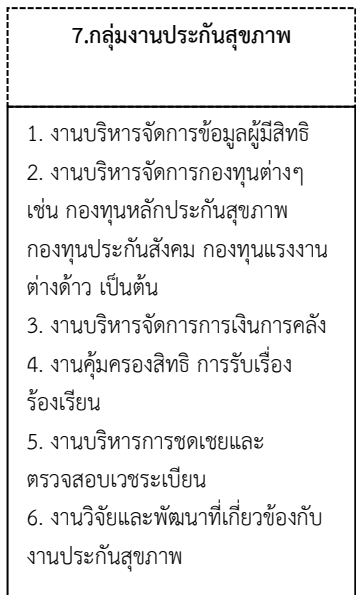 7.กลุ่มงานประกันสุขภาพ
1. งานบริหารจัดการข้อมูลผู้มีสิทธิ
2. งานบริหารจัดการกองทุนต่างๆ
เช่น กองทุนหลักประกันสุขภาพ
กองทุนประกันสังคม กองทุนแรงงาน
ต่างด้าว เป็นต้น
3. งานบริหารจัดการการเงินการคลัง
4. งานคุ้มครองสิทธิ การรับเรื่อง
ร้องเรียน
5. งานบริหารการชดเชยและ
ตรวจสอบเวชระเบียน
6. งานวิจัยและพัฒนาที่เกี่ยวข้องกับ
งานประกันสุขภาพ